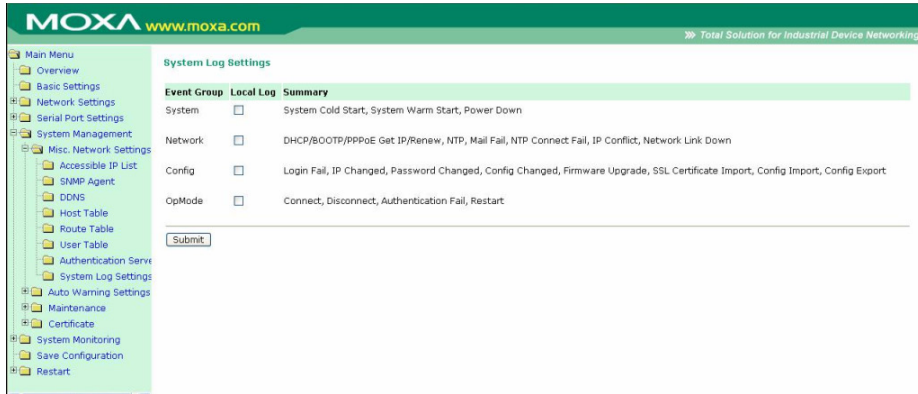 MOXA www.moxa.com
Total Solution for Industrial Device Networking
Main Menu
Overview
Basic Settings
Network Settings
Serial Port Settings
System Management
Misc. Network Settings
Accessible IP List
SNMP Agent
DDNS
Host Table
Route Table
User Table
Authentication Serve
System Log Settings
Auto Warning Settings
Maintenance
Certificate
System Monitoring
Save Configuration
Restart
System Log Settings
Event Group Local Log Summary
System System Cold Start, System Warm Start, Power Down
Network DHCP/BOOTP/PPPoE Get IP/Renew, NTP, Mail Fail, NTP Connect Fail, IP Conflict, Network Link Down
Config Login Fail, IP Changed, Password Changed, Config Changed, Firmware Upgrade, SSL Certificate Import, Config Import, Config Export
OpMode Connect, Disconnect, Authentication Fail, Restart
Submit